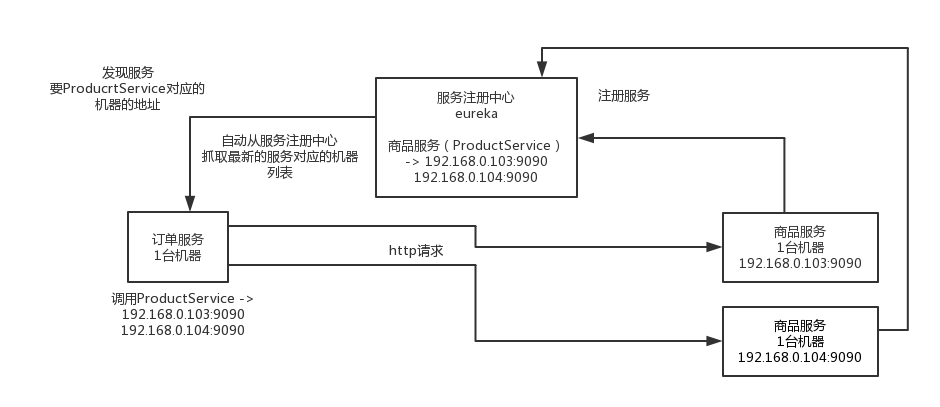 发现服务
要ProducrtService对应的
机器的地址
服务注册中心
eureka
商品服务（ProductService）
-> 192.168.0.103:9090
192.168.0.104:9090
注册服务
自动从服务注册中心
抓取最新的服务对应的机器
列表
订单服务
1台机器
http请求
调用ProductService ->
192.168.0.103:9090
192.168.0.104:9090
商品服务
1台机器
192.168.0.103:9090
商品服务
1台机器
192.168.0.104:9090